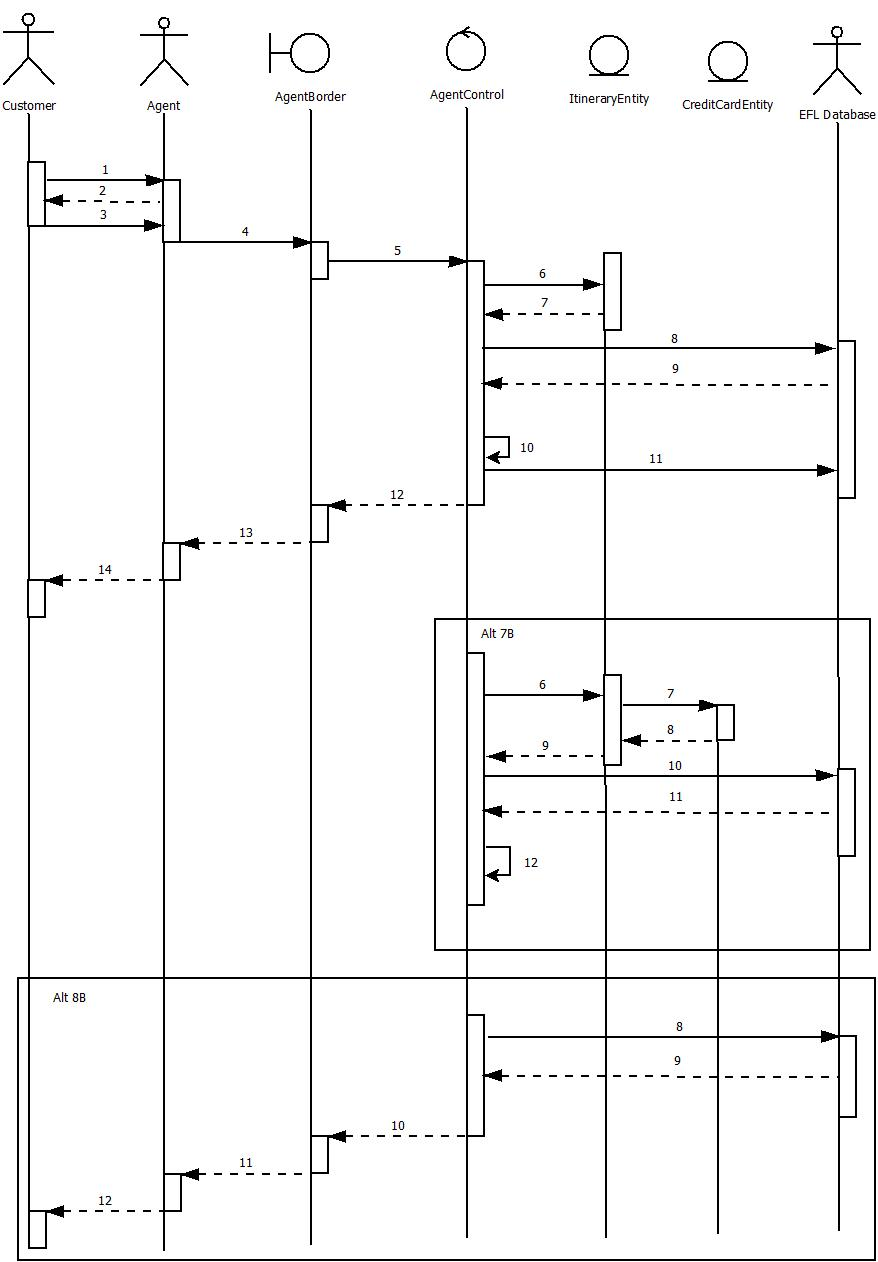 Customer
Agent
AgentBorder
AgentControl
ItineraryEntity
CreditCardEntity
EFL Database
1
2
3
4
5
6
7
8
9
10
11
12
13
14
Alt 7B
6
7
8
9
10
11
12
Alt 8B
8
9
10
11
12